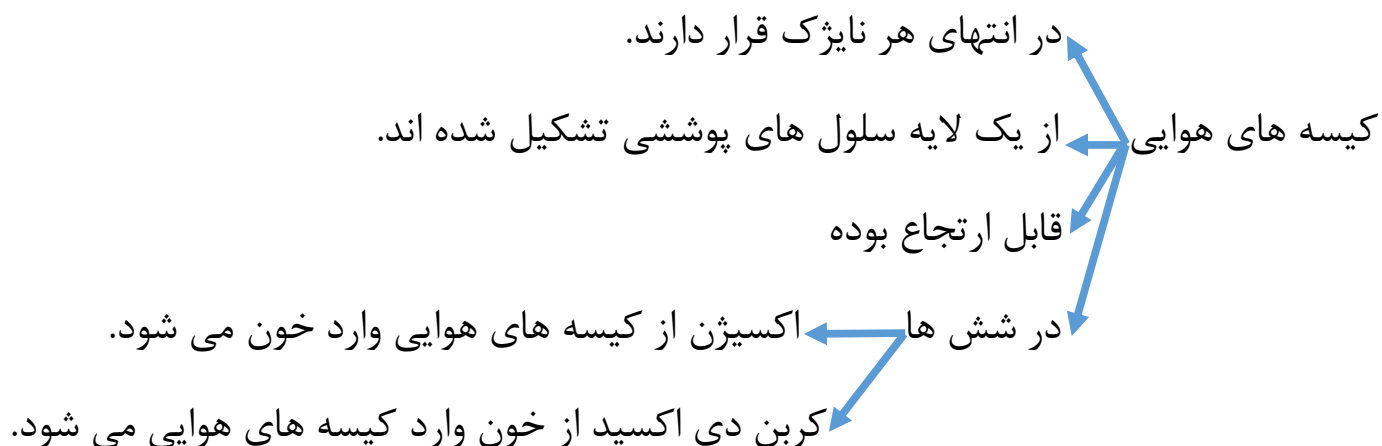 در انتهای هر نایژک قرار دارند.
کیسه های هوایی از یک لایه سلول های پوششی تشکیل شده اند.
قابل ارتجاع بوده
در شش ها اکسیژن از کیسه های هوایی وارد خون می شود.
کربن دی اکسید از خون وارد کیسه های هوایی می شود.